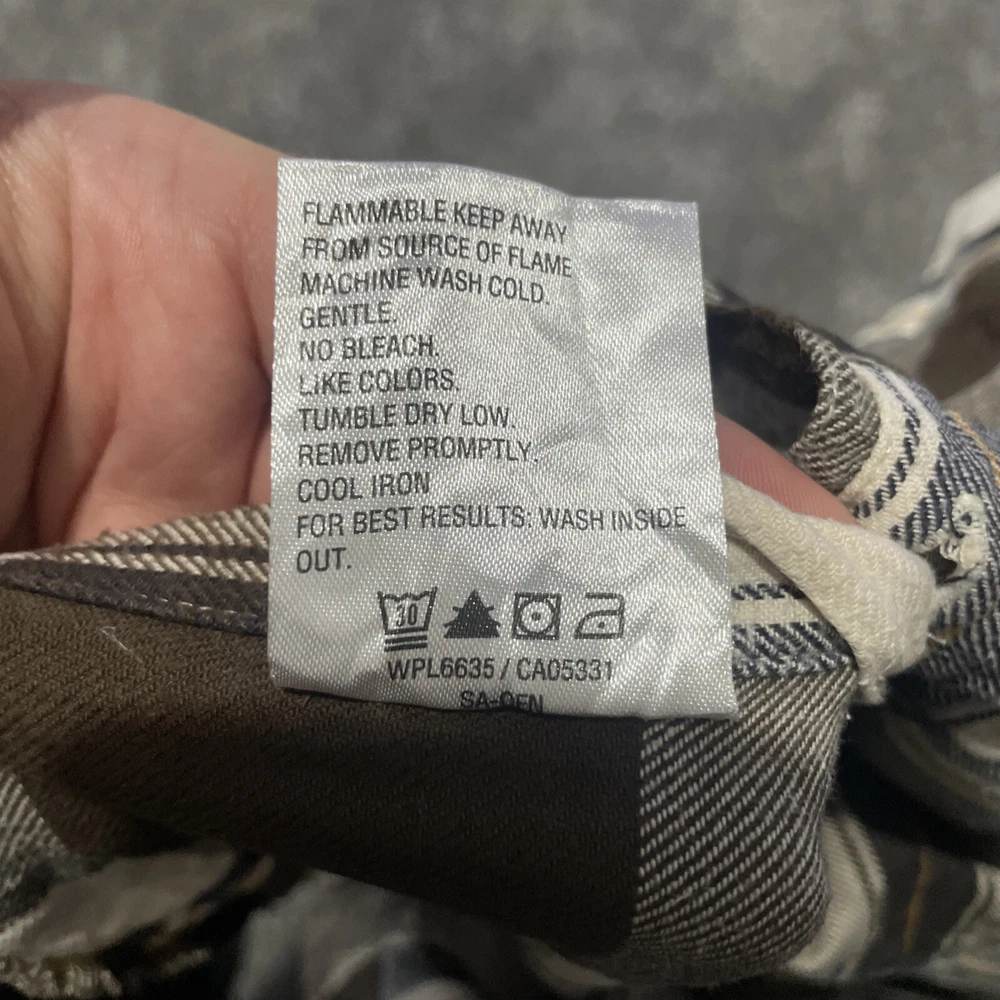 FLAMMABLE KEEP AWAY
FROM SOURCE OF FLAME
MACHINE WASH COLD.
GENTLE.
NO BLEACH.
LIKE COLORS.
TUMBLE DRY LOW.
REMOVE PROMPTLY.
COOL IRON
FOR BEST RESULTS: WASH INSIDE
OUT.
30
WPL6635 / CA05331